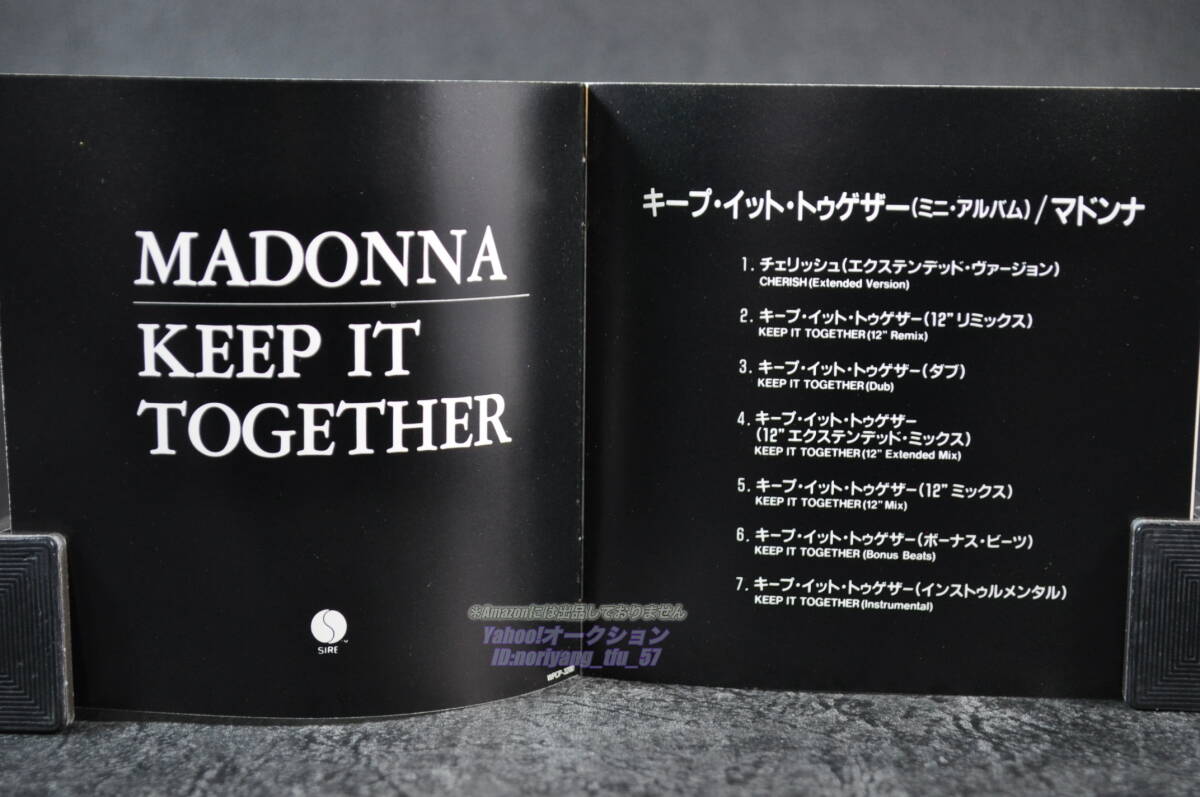 MADONNA
KEEP IT
TOGETHER
SIRE
キープ・イット・トゥゲザー(ミニ・アルバム)/マドンナ
1. チェリッシュ(エクステンデッド・ヴァージョン)
CHERISH (Extended Version)
2. キープ・イット・トゥゲザー(12”リミックス)
KEEP IT TOGETHER (12” Remix)
3. キープ・イット・トゥゲザー(ダブ)
KEEP IT TOGETHER (Dub)
4. キープ・イット・トゥゲザー
(12”エクステンデッド・ミックス)
KEEP IT TOGETHER (12” Extended Mix)
5. キープ・イット・トゥゲザー(12”ミックス)
KEEP IT TOGETHER (12” Mix)
6. キープ・イット・トゥゲザー(ボーナス・ビーツ)
KEEP IT TOGETHER (Bonus Beats)
7. キープ・イット・トゥゲザー(インストゥルメンタル)
KEEP IT TOGETHER (Instrumental)
※Amazonには出品しておりません
Yahoo!オークション
ID:noriyang_tfu_57